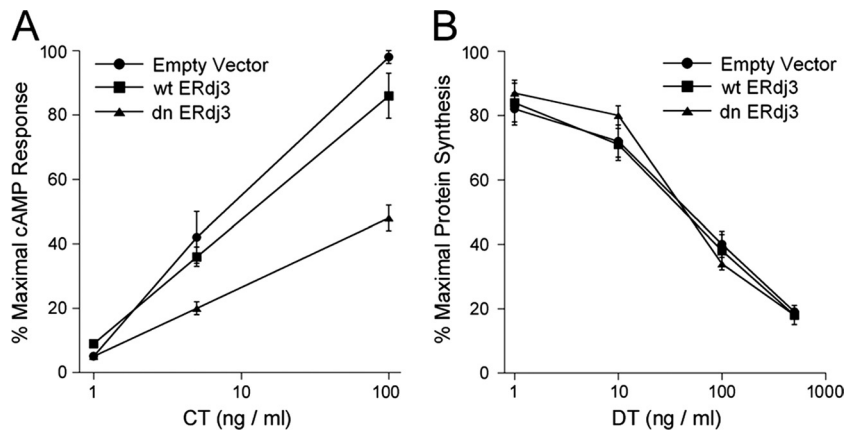 A
% Maximal cAMP Response
100
80
60
40
20
0
Empty Vector
wt ERdj3
dn ERdj3
1
10
100
CT (ng / ml)
B
% Maximal Protein Synthesis
100
80
60
40
20
0
Empty Vector
wt ERdj3
dn ERdj3
1
10
100
1000
DT (ng / ml)